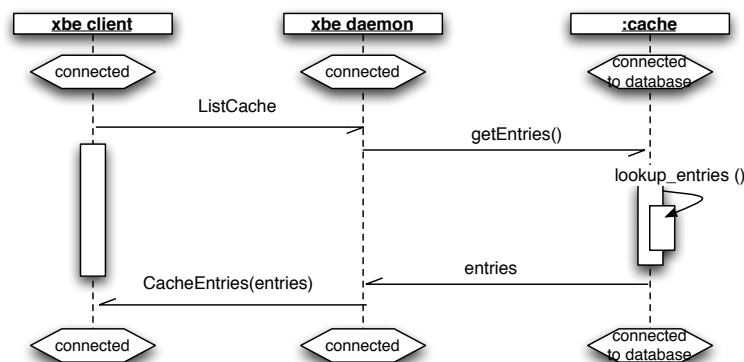 xbe client
xbe daemon
:cache
connected
connected
connected
to database
ListCache
getEntries()
lookup_entries ()
entries
CacheEntries(entries)
connected
connected
connected
to database